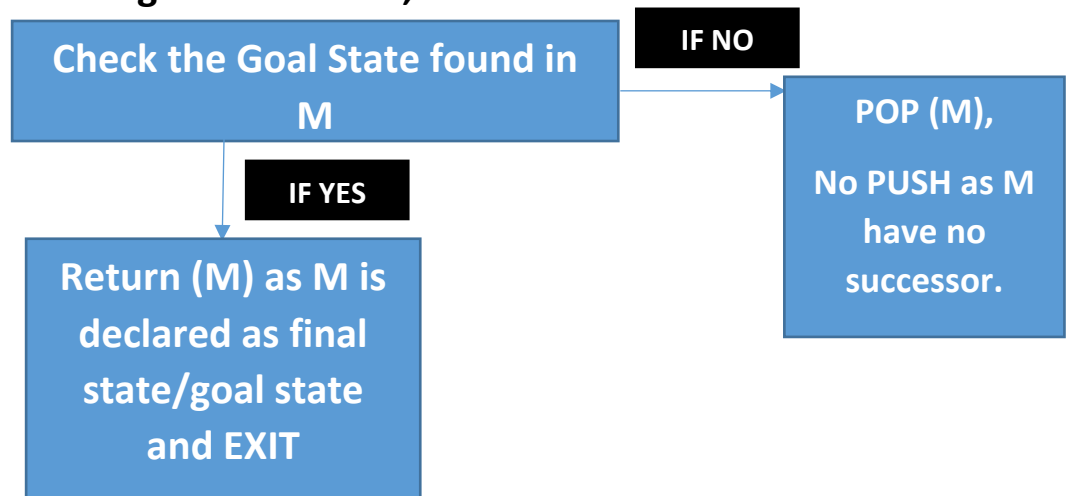 Check the Goal State found in
M
IF NO
POP (M),
No PUSH as M
have no
successor.
IF YES
Return (M) as M is
declared as final
state/goal state
and EXIT